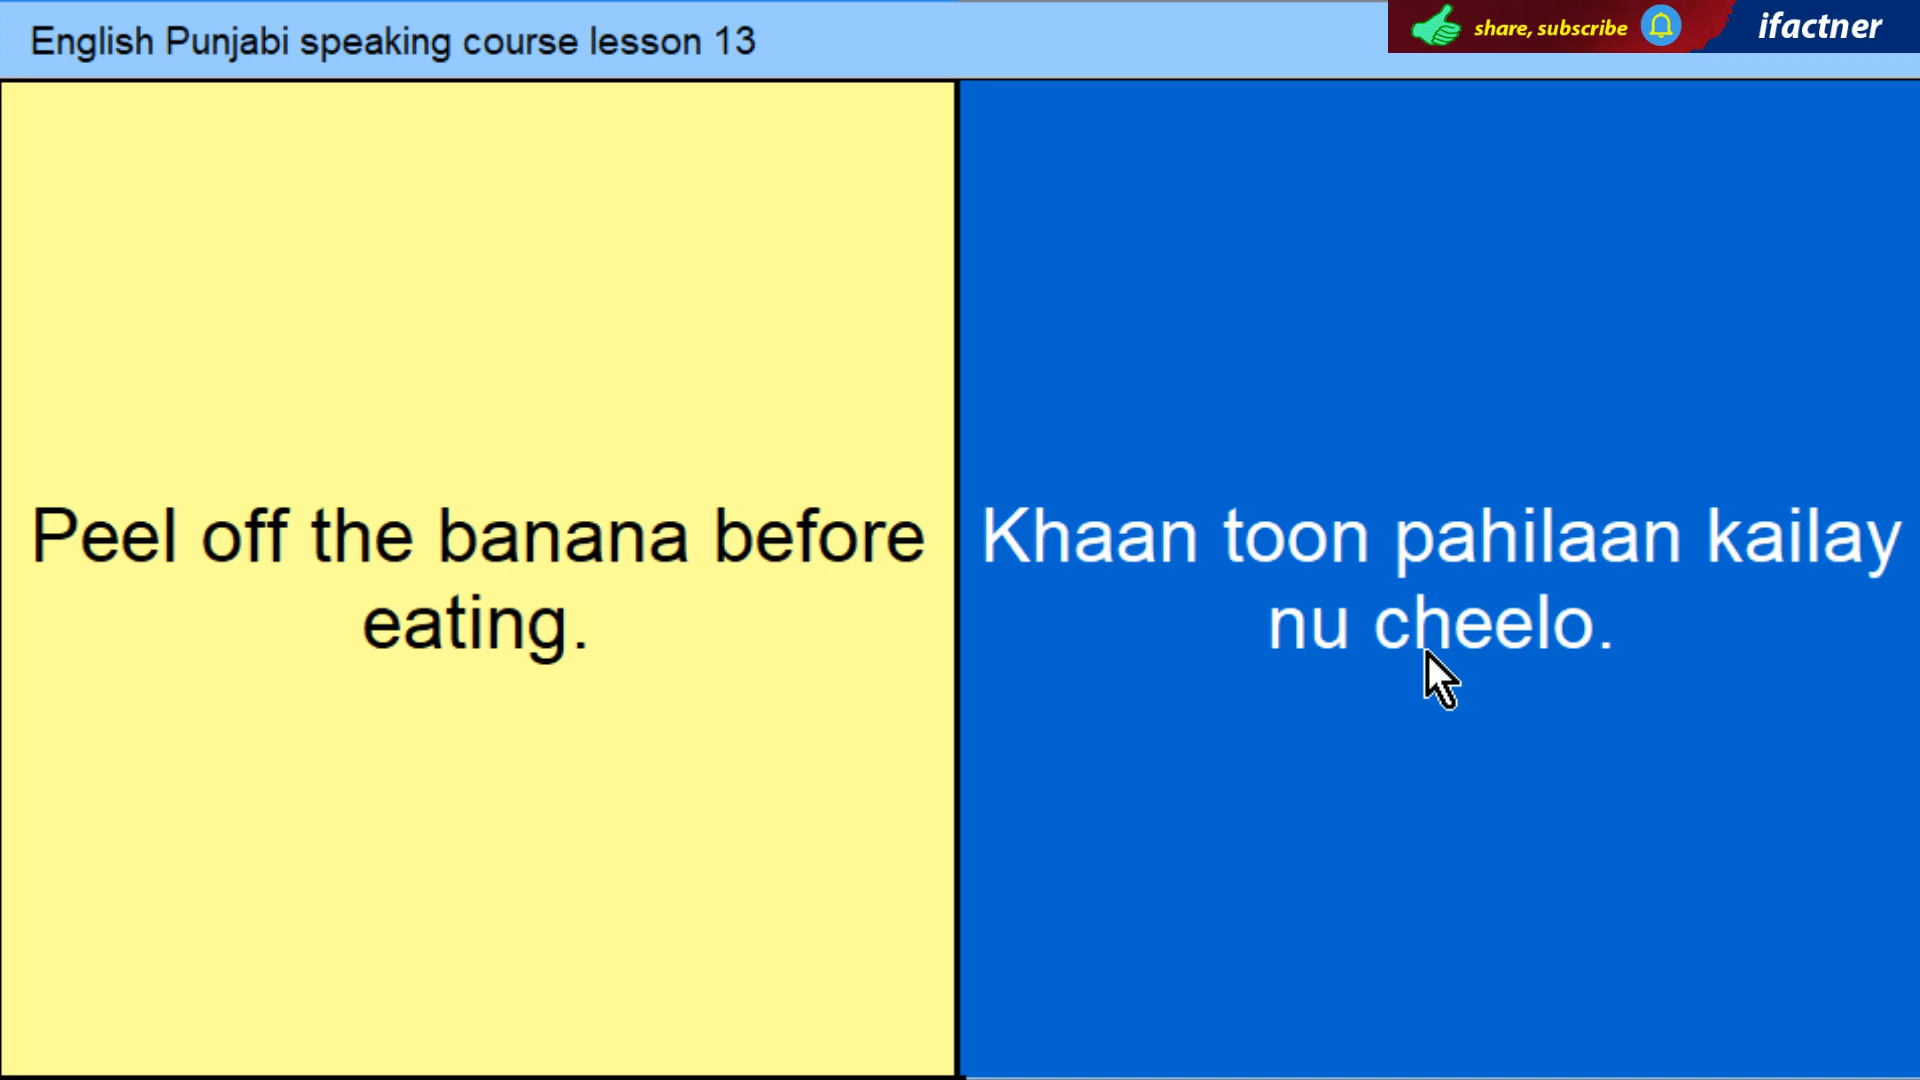 English Punjabi speaking course lesson 13
share, subscribe
ifactner
Peel off the banana before
eating.
Khaan toon pahilaan kailay
nu cheelo.